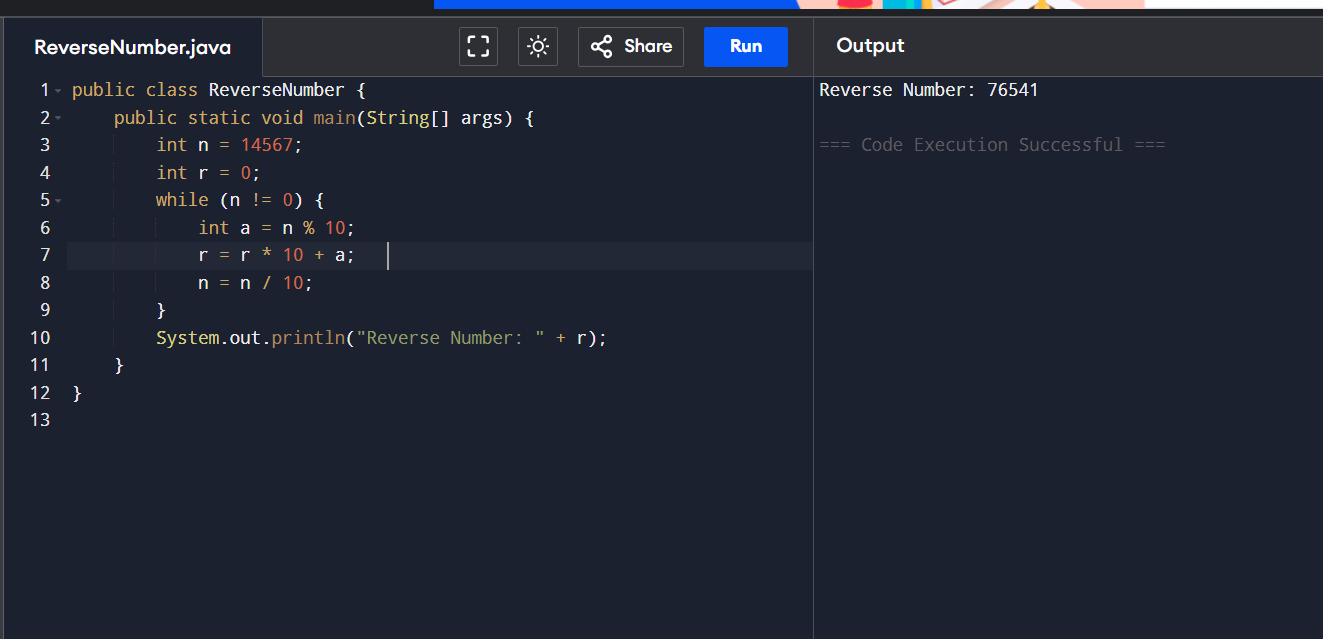 ReverseNumber.java
Share
Run
Output
1 public class ReverseNumber {
2     public static void main(String[] args) {
3         int n = 14567;
4         int r = 0;
5         while (n != 0) {
6             int a = n % 10;
7             r = r * 10 + a;
8             n = n / 10;
9         }
10         System.out.println("Reverse Number: " + r);
11     }
12 }
13
Reverse Number: 76541
=== Code Execution Successful ===